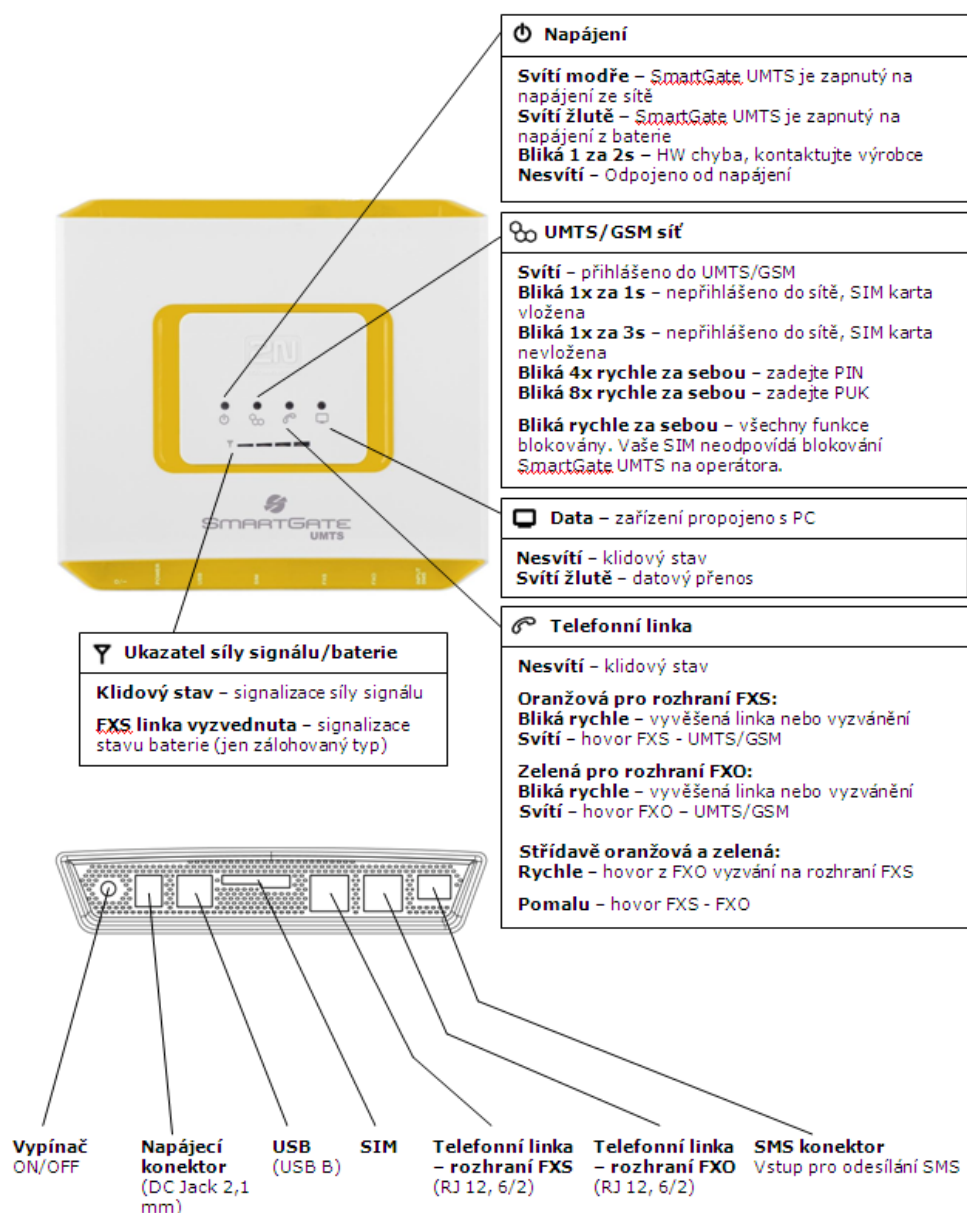 Napájení
Svítí modře – SmartGate UMTS je zapnutý na
napájení ze sítě
Svítí žlutě – SmartGate UMTS je zapnutý na
napájení z baterie
Bliká 1 za 2s – HW chyba, kontaktujte výrobce
Nesvítí – Odpojeno od napájení
UMTS/GSM síť
Svítí – přihlášeno do UMTS/GSM
Bliká 1x za 1s – nepřihlášeno do sítě, SIM karta
vložena
Bliká 1x za 3s – nepřihlášeno do sítě, SIM karta
nevložena
Bliká 4x rychle za sebou – zadejte PIN
Bliká 8x rychle za sebou – zadejte PUK
Bliká rychle za sebou – všechny funkce
blokovány. Vaše SIM neodpovídá blokování
SmartGate UMTS na operátora.
Data – zařízení propojeno s PC
Nesvítí – klidový stav
Svítí žlutě – datový přenos
Telefonní linka
Nesvítí – klidový stav
Oranžová pro rozhraní FXS:
Bliká rychle – vyvěšená linka nebo vyzvánění
Svítí – hovor FXS - UMTS/GSM
Zelená pro rozhraní FXO:
Bliká rychle – vyvěšená linka nebo vyzvánění
Svítí – hovor FXO – UMTS/GSM
Střídavě oranžová a zelená:
Rychle – hovor z FXO vyzvání na rozhraní FXS
Pomalu – hovor FXS - FXO
2N
SMARTGATE
UMTS
POWER
USB
SIM
FXS
FXO
Ukazatel síly signálu/baterie
Klidový stav – signalizace síly signálu
FXS linka vyzvednuta – signalizace
stavu baterie (jen zálohovaný typ)
Vypínač
ON/OFF
Napájecí
konektor
(DC Jack 2,1
mm)
USB
(USB B)
SIM
Telefonní linka
– rozhraní FXS
(RJ 12, 6/2)
Telefonní linka
– rozhraní FXO
(RJ 12, 6/2)
SMS konektor
Vstup pro odesílání SMS